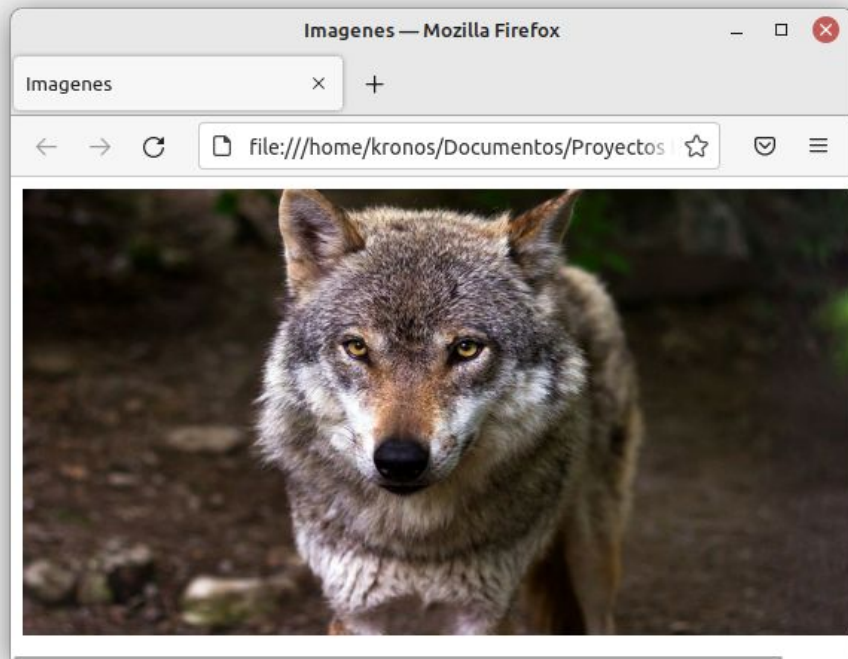 Imagenes — Mozilla Firefox
Imagenes
file:///home/kronos/Documentos/Proyectos